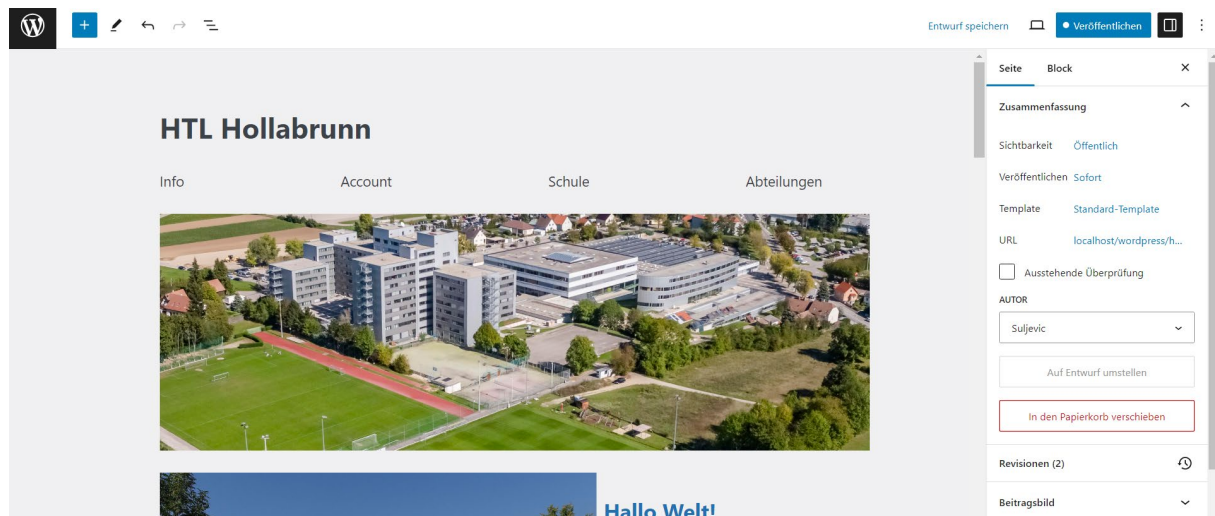 Entwurf speichern
Veröffentlichen
Seite Block
HTL Hollabrunn
Info Account Schule Abteilungen
Hallo Welt!
Zusammenfassung
Sichtbarkeit Öffentlich
Veröffentlichen Sofort
Template Standard-Template
URL localhost/wordpress/h...
Ausstehende Überprüfung
AUTOR
Suljevic
Auf Entwurf umstellen
In den Papierkorb verschieben
Revisionen (2)
Beitragsbild